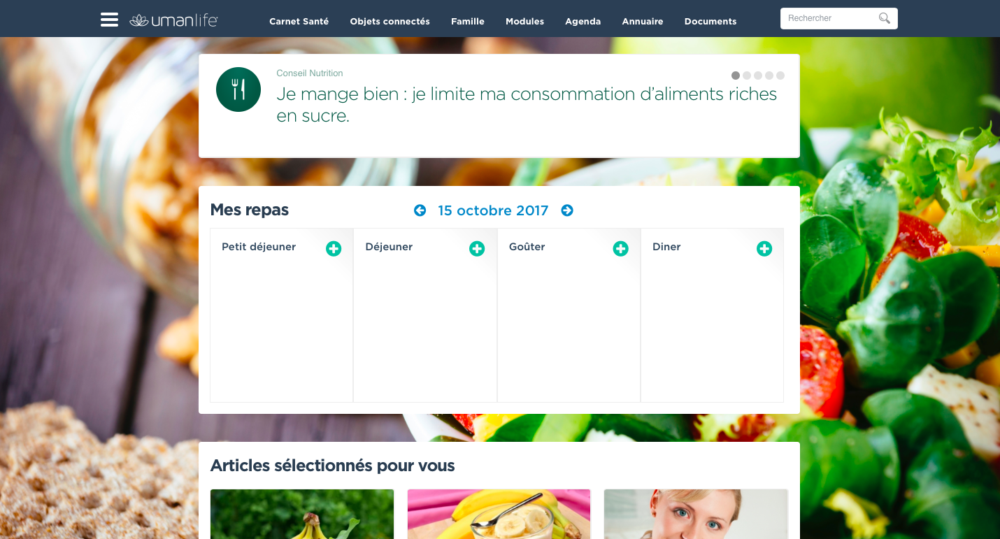 umanlife
Carnet Santé
Objets connectés
Famille
Modules
Agenda
Annuaire
Documents
Rechercher
Conseil Nutrition
Je mange bien : je limite ma consommation d’aliments riches
en sucre.
Mes repas
15 octobre 2017
Petit déjeuner
Déjeuner
Goûter
Diner
Articles sélectionnés pour vous